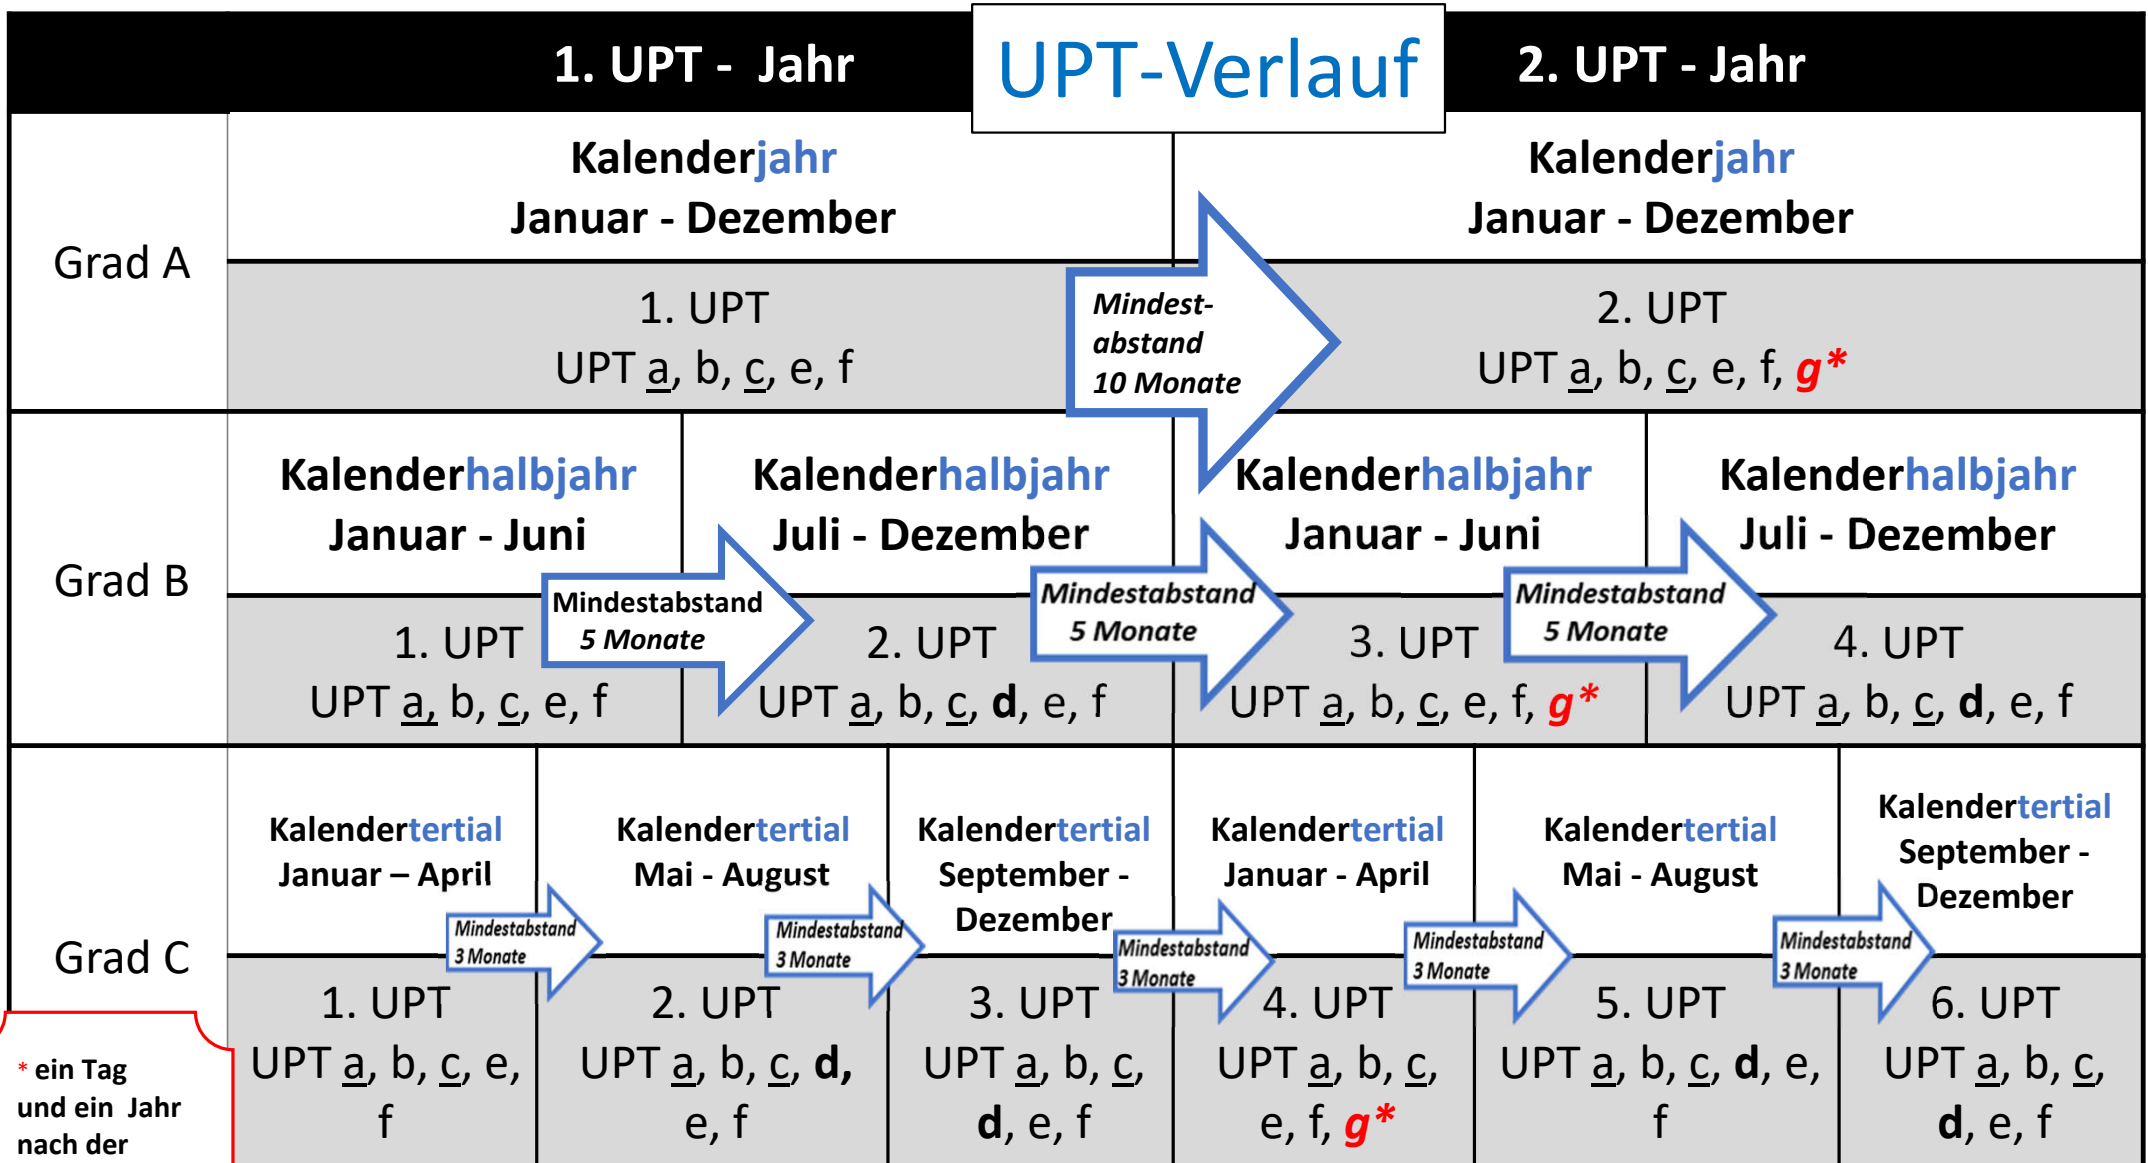 1. UPT - Jahr
UPT-Verlauf
2. UPT - Jahr
Grad A
Kalenderjahr
Januar - Dezember
Kalenderjahr
Januar - Dezember
1. UPT
UPT a, b, c, e, f
Mindest-
abstand
10 Monate
2. UPT
UPT a, b, c, e, f, g*
Grad B
Kalenderhalbjahr
Januar - Juni
Kalenderhalbjahr
Juli - Dezember
Kalenderhalbjahr
Januar - Juni
Kalenderhalbjahr
Juli - Dezember
1. UPT
UPT a, b, c, e, f
Mindestabstand
5 Monate
2. UPT
UPT a, b, c, d, e, f
Mindestabstand
5 Monate
3. UPT
UPT a, b, c, e, f, g*
Mindestabstand
5 Monate
4. UPT
UPT a, b, c, d, e, f
Grad C
Kalendertertial
Januar – April
Kalendertertial
Mai - August
Kalendertertial
September -
Dezember
Kalendertertial
Januar - April
Kalendertertial
Mai - August
Kalendertertial
September -
Dezember
1. UPT
UPT a, b, c, e,
f
Mindestabstand
3 Monate
2. UPT
UPT a, b, c, d,
e, f
Mindestabstand
3 Monate
3. UPT
UPT a, b, c,
d, e, f
Mindestabstand
3 Monate
4. UPT
UPT a, b, c,
e, f, g*
Mindestabstand
3 Monate
5. UPT
UPT a, b, c, d, e,
f
Mindestabstand
3 Monate
6. UPT
UPT a, b, c,
d, e, f
* ein Tag
und ein Jahr
nach der